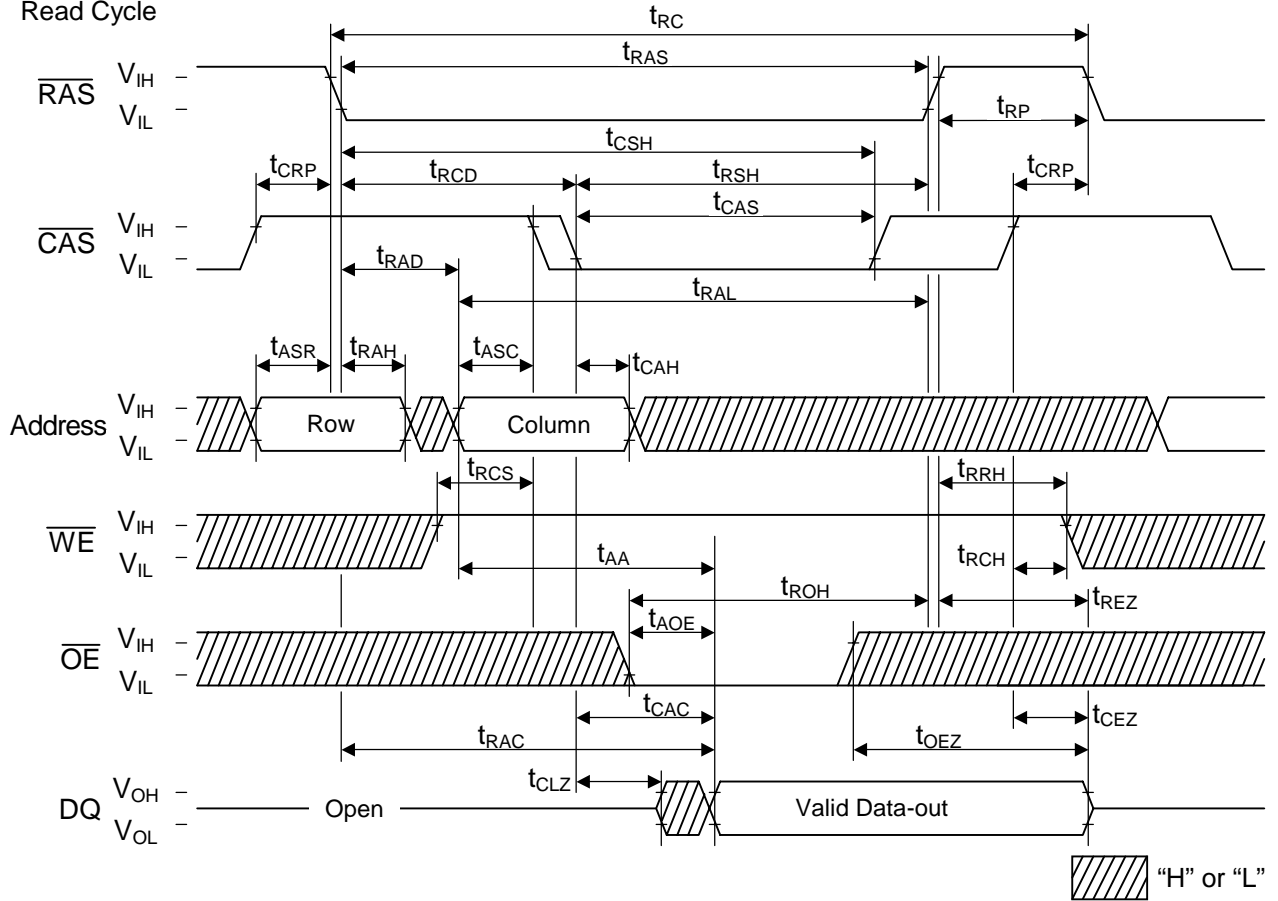 Read Cycle
tRC
VIH
RAS
VIL
tRAS
tRP
tCSH
tCRP
tRCD
tRSH
tCRP
tCAS
VIH
CAS
VIL
tRAD
tRAL
tASR
tRAH
tASC
tCAH
VIH
Address
VIL
Row
Column
tRCS
tRRH
VIH
WE
VIL
tAA
tRCH
tROH
tREZ
tAOE
VIH
OE
VIL
tCAC
tCEZ
tRAC
tOEZ
tCLZ
VOH
DQ
VOL
Open
Valid Data-out
“H” or “L”